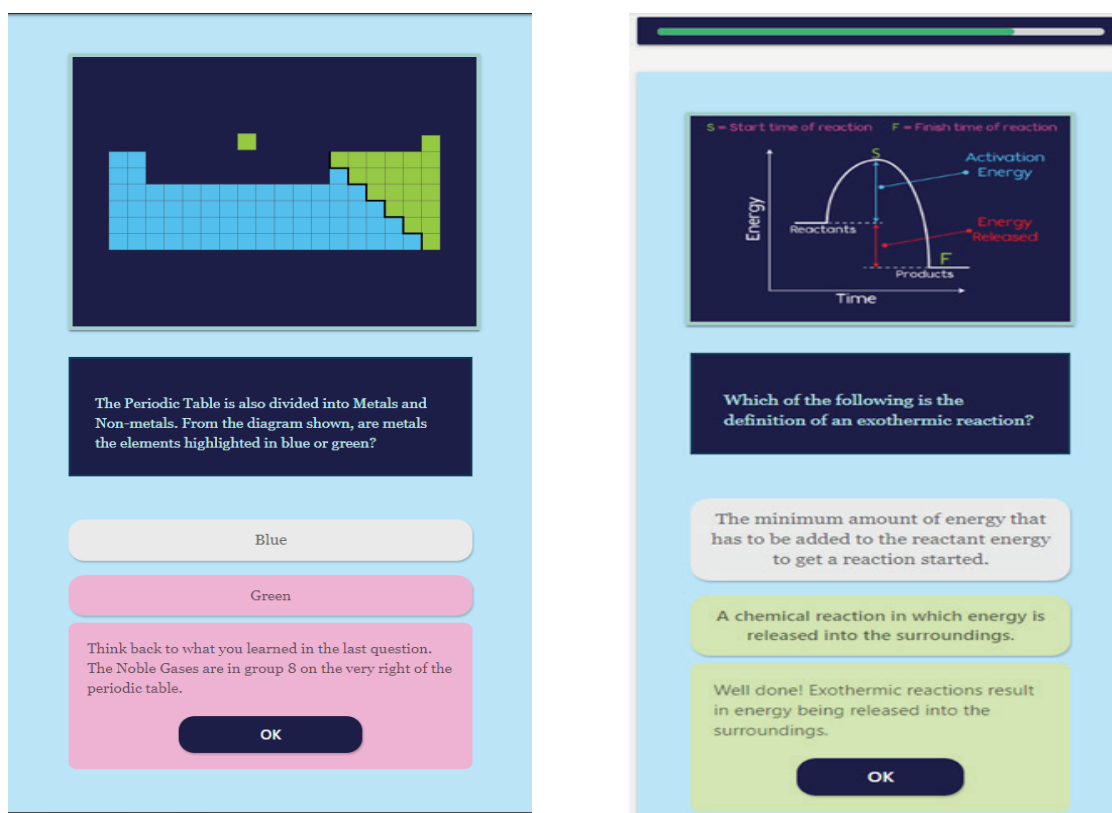 The Periodic Table is also divided into Metals and
Non-metals. From the diagram shown, are metals
the elements highlighted in blue or green?
Blue
Green
Think back to what you learned in the last question.
The Noble Gases are in group 8 on the very right of the
periodic table.
OK
S = Start time of reaction F = Finish time of reaction
S
Activation
Energy
Energy
Reactants
Energy
Released
F
Products
Time
Which of the following is the
definition of an exothermic reaction?
The minimum amount of energy that
has to be added to the reactant energy
to get a reaction started.
A chemical reaction in which energy is
released into the surroundings.
Well done! Exothermic reactions result
in energy being released into the
surroundings.
OK